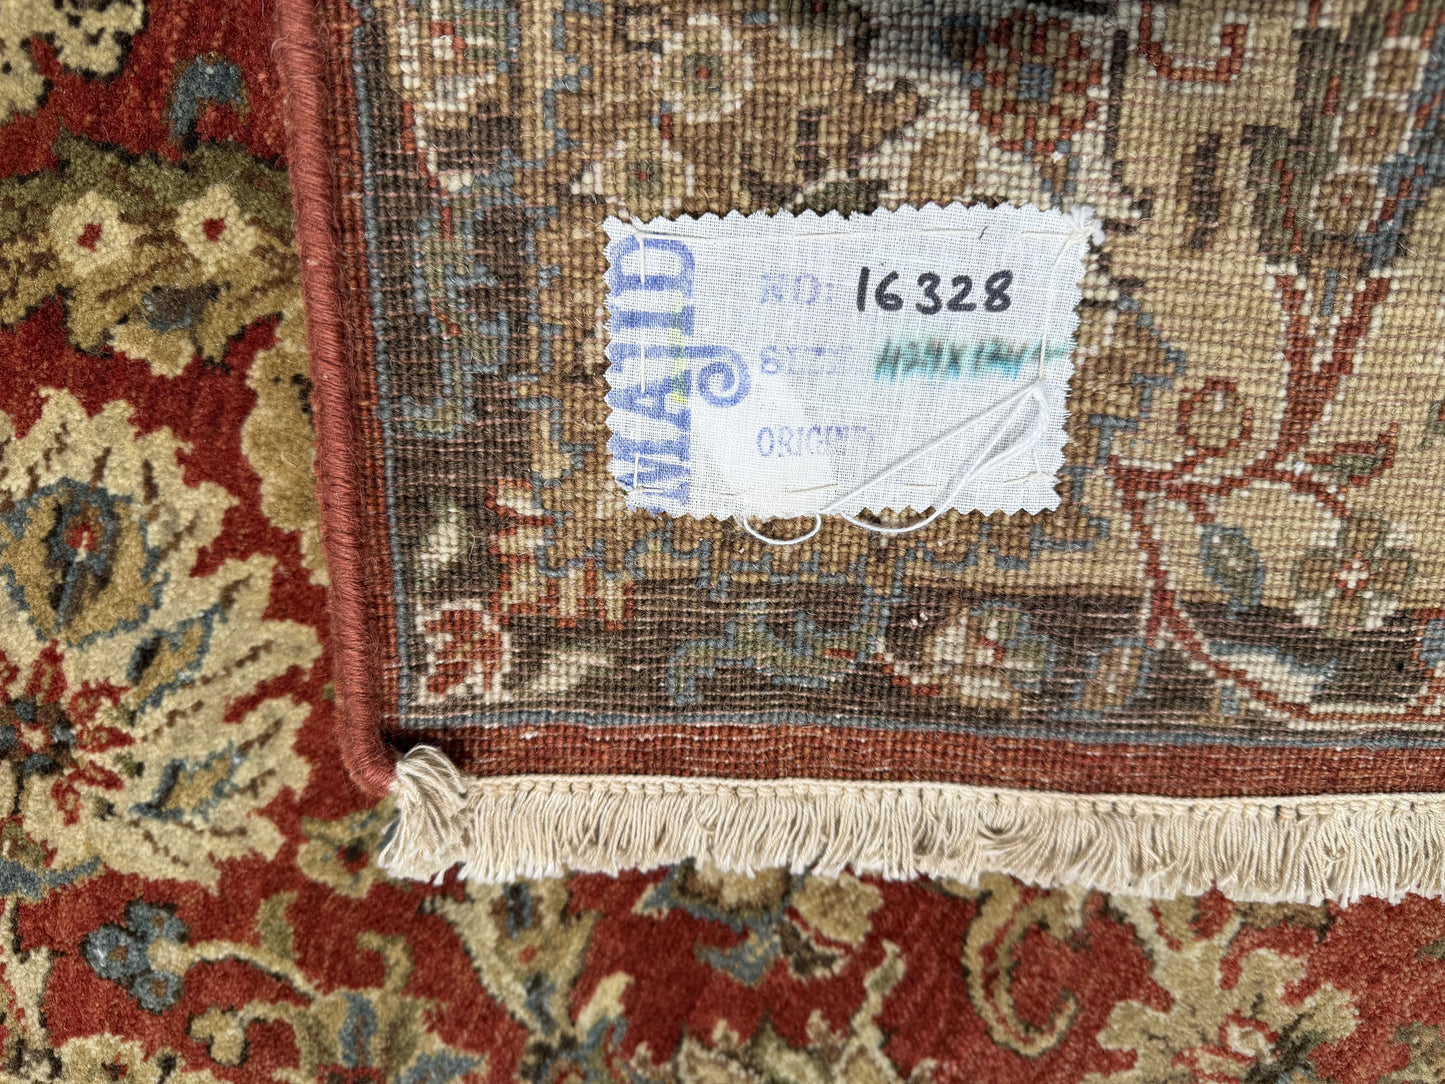 MAJID
NO: 16328
SIZE
ORIGIN